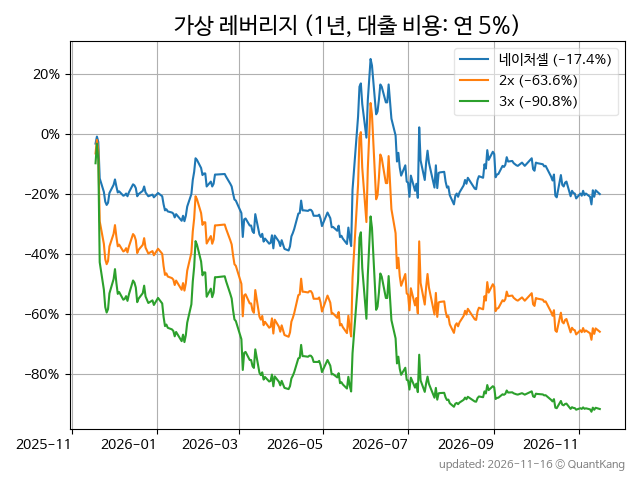 가상 레버리지 (1년, 대출 비용: 연 5%)
네이처셀 (-17.4%)
2x (-63.6%)
3x (-90.8%)
20%
0%
−20%
−40%
−60%
−80%
2025-11
2026-01
2026-03
2026-05
2026-07
2026-09
2026-11
updated: 2026-11-16 © QuantKang